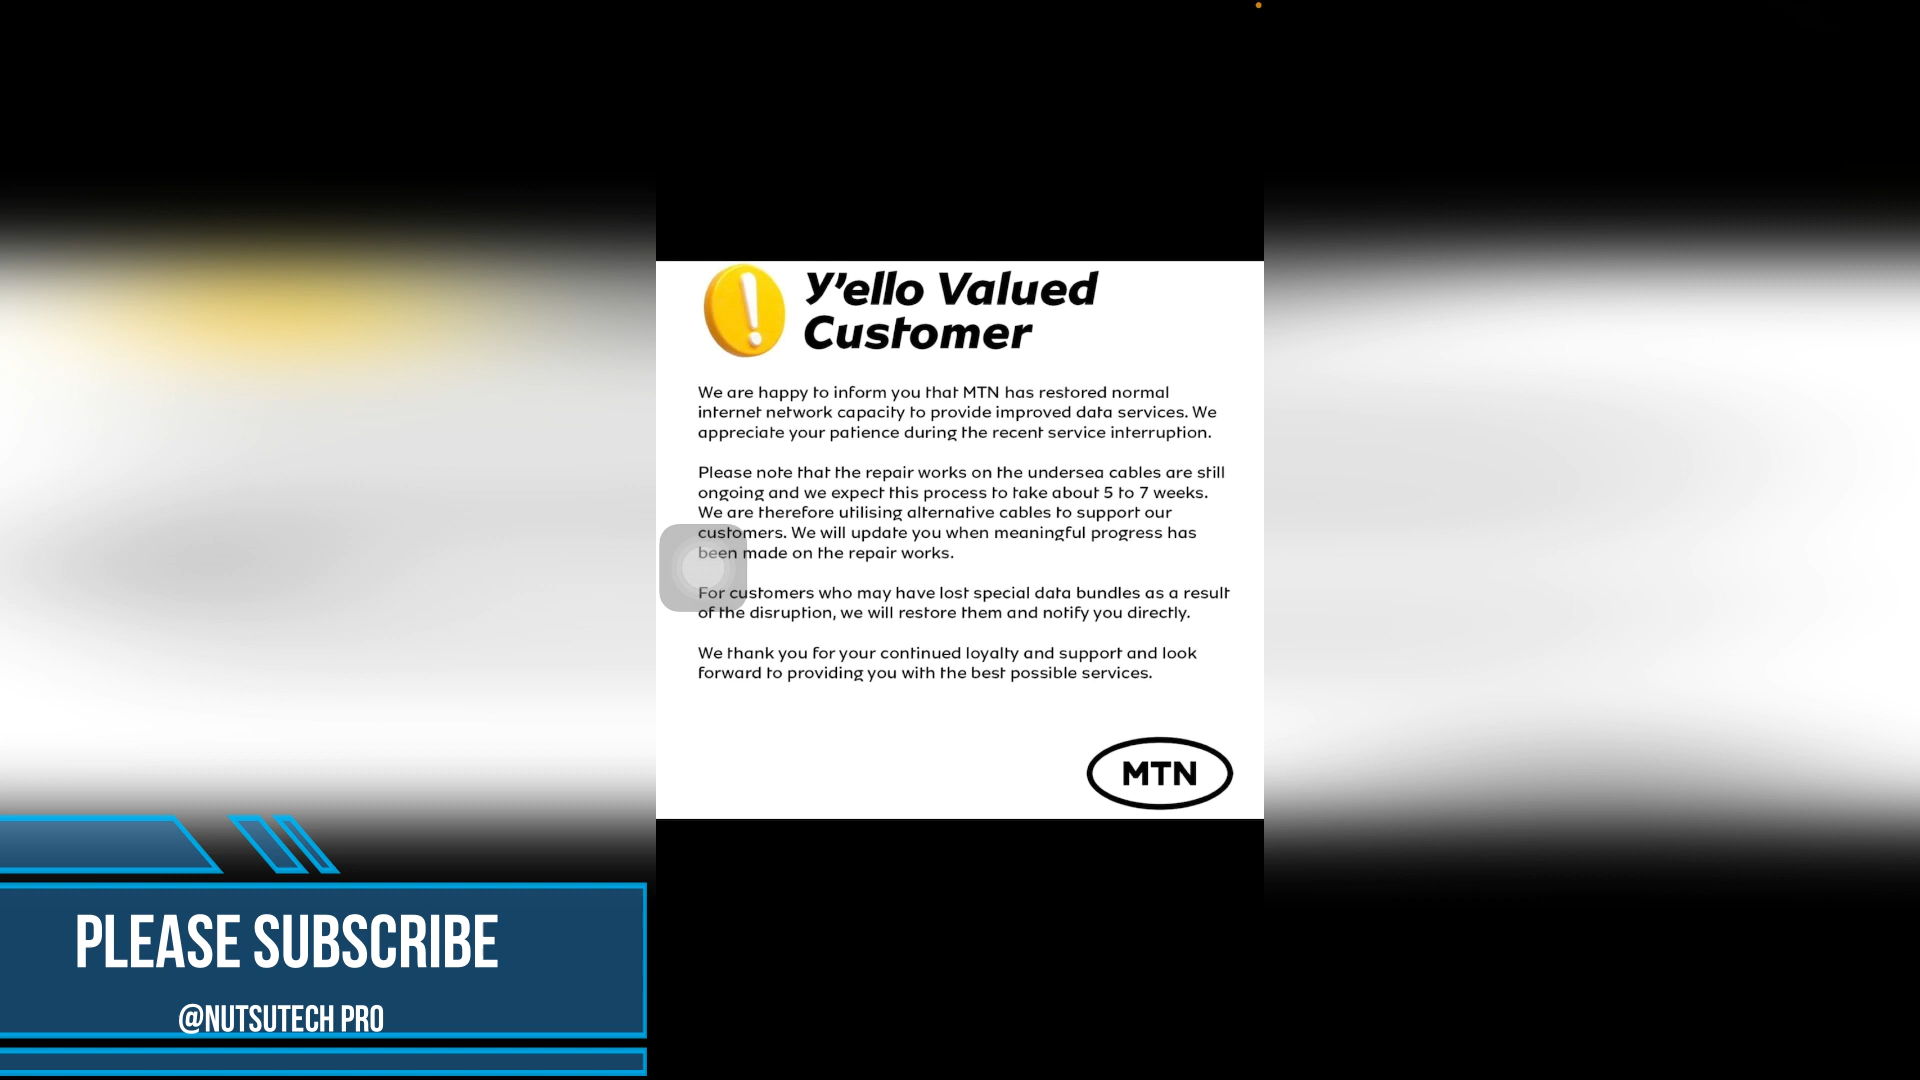 Y'ello Valued
Customer
We are happy to inform you that MTN has restored normal
internet network capacity to provide improved data services. We
appreciate your patience during the recent service interruption.
Please note that the repair works on the undersea cables are still
ongoing and we expect this process to take about 5 to 7 weeks.
We are therefore utilising alternative cables to support our
customers. We will update you when meaningful progress has
been made on the repair works.
For customers who may have lost special data bundles as a result
of the disruption, we will restore them and notify you directly.
We thank you for your continued loyalty and support and look
forward to providing you with the best possible services.
MTN
PLEASE SUBSCRIBE
@NUTSUTECH PRO